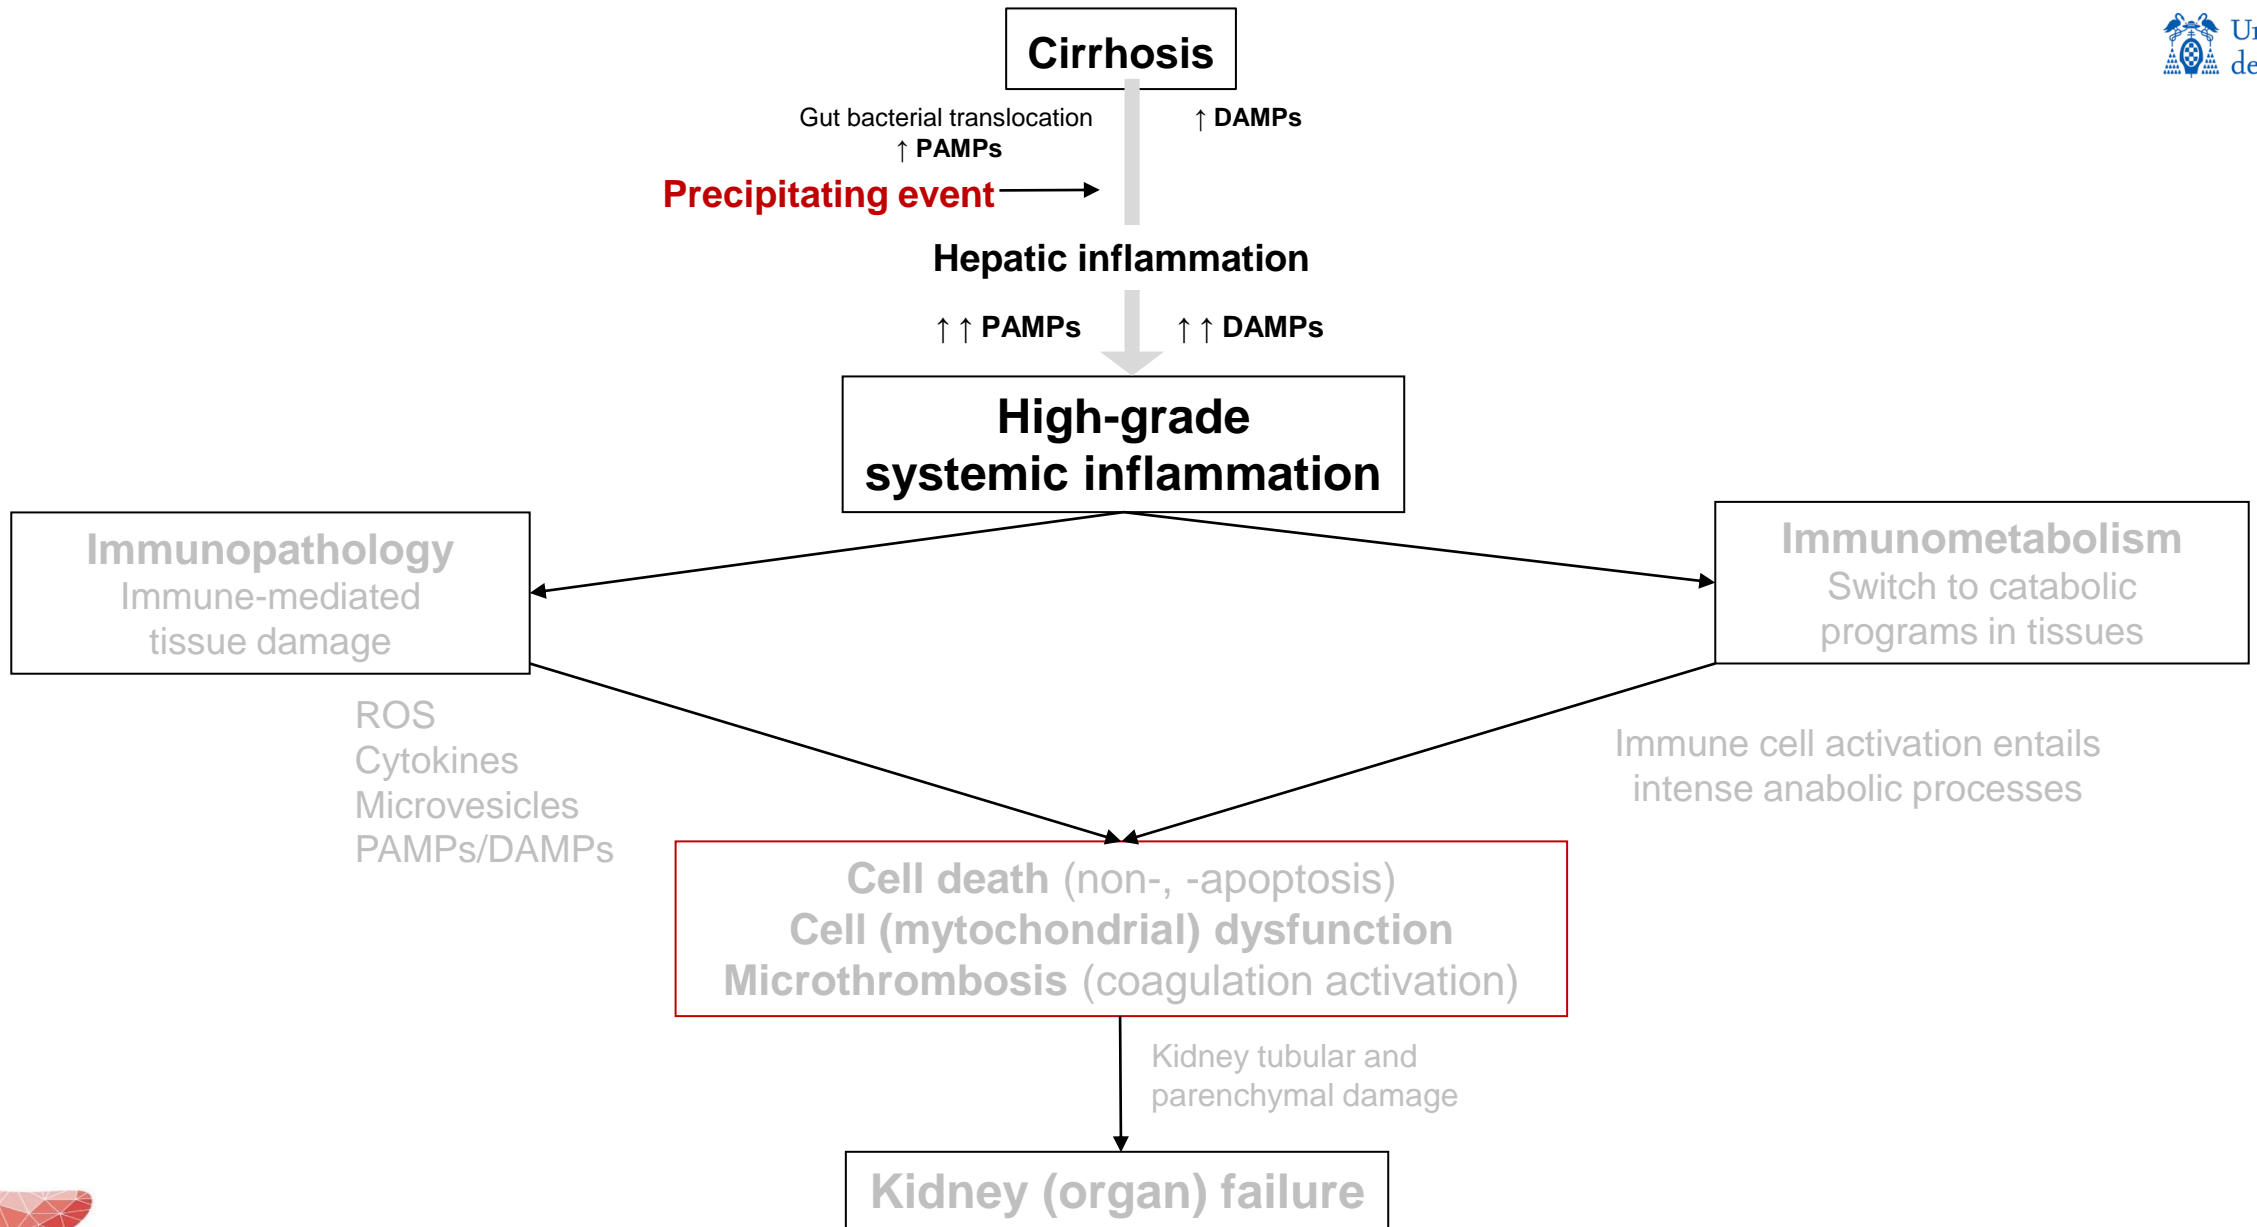 Cirrhosis
Gut bacterial translocation
↑ PAMPs
↑ DAMPs
Precipitating event
Hepatic inflammation
↑ ↑ PAMPs
↑ ↑ DAMPs
High-grade
systemic inflammation
Immunopathology
Immune-mediated
tissue damage
Immunometabolism
Switch to catabolic
programs in tissues
ROS
Cytokines
Microvesicles
PAMPs/DAMPs
Immune cell activation entails
intense anabolic processes
Cell death (non-, -apoptosis)
Cell (mytochondrial) dysfunction
Microthrombosis (coagulation activation)
Kidney tubular and
parenchymal damage
Kidney (organ) failure
de